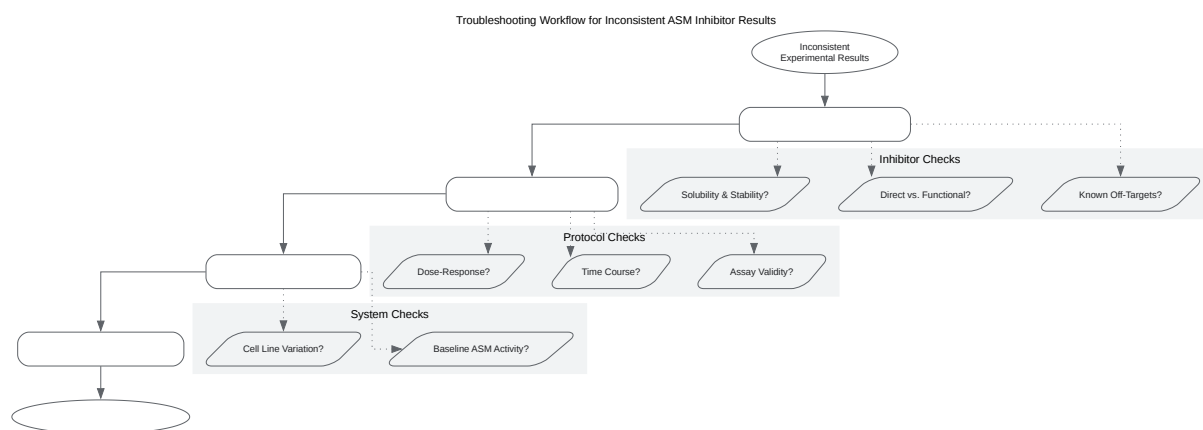 Troubleshooting Workflow for Inconsistent ASM Inhibitor Results
Inconsistent
Experimental Results
Inhibitor Checks
Solubility & Stability?
Direct vs. Functional?
Known Off-Targets?
Protocol Checks
Dose-Response?
Time Course?
Assay Validity?
System Checks
Cell Line Variation?
Baseline ASM Activity?